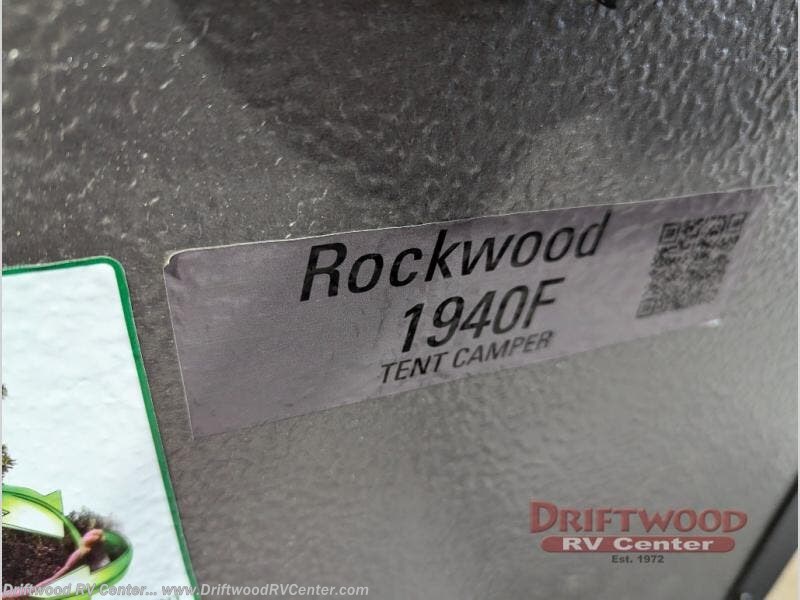 Rockwood
1940F
TENT CAMPER
DRIFTWOOD
RV Center
Est. 1972
Driftwood RV Center... www.DriftwoodRVCenter.com